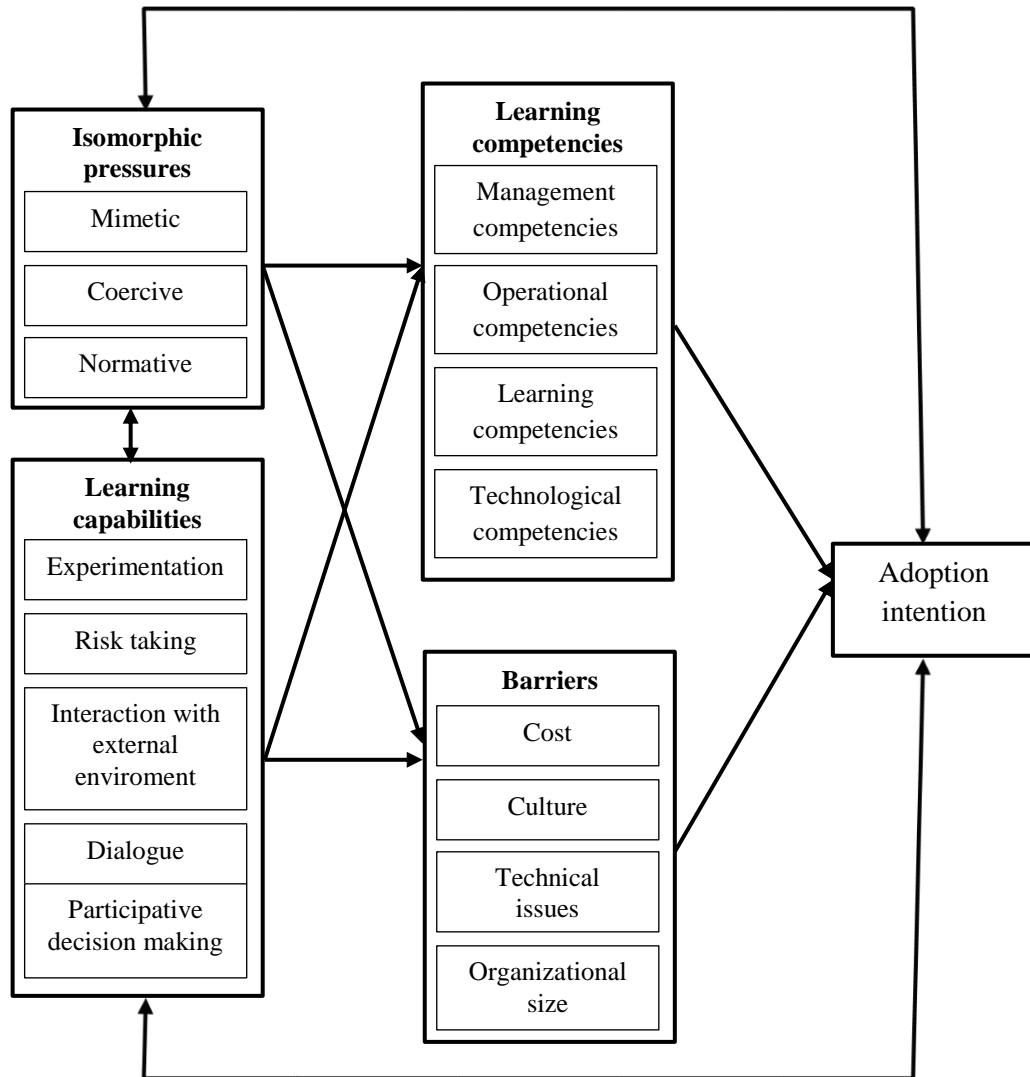 Isomorphic
pressures
Mimetic
Coercive
Normative
Learning
capabilities
Experimentation
Risk taking
Interaction with
external
enviroment
Dialogue
Participative
decision making
Learning
competencies
Management
competencies
Operational
competencies
Learning
competencies
Technological
competencies
Barriers
Cost
Culture
Technical
issues
Organizational
size
Adoption
intention